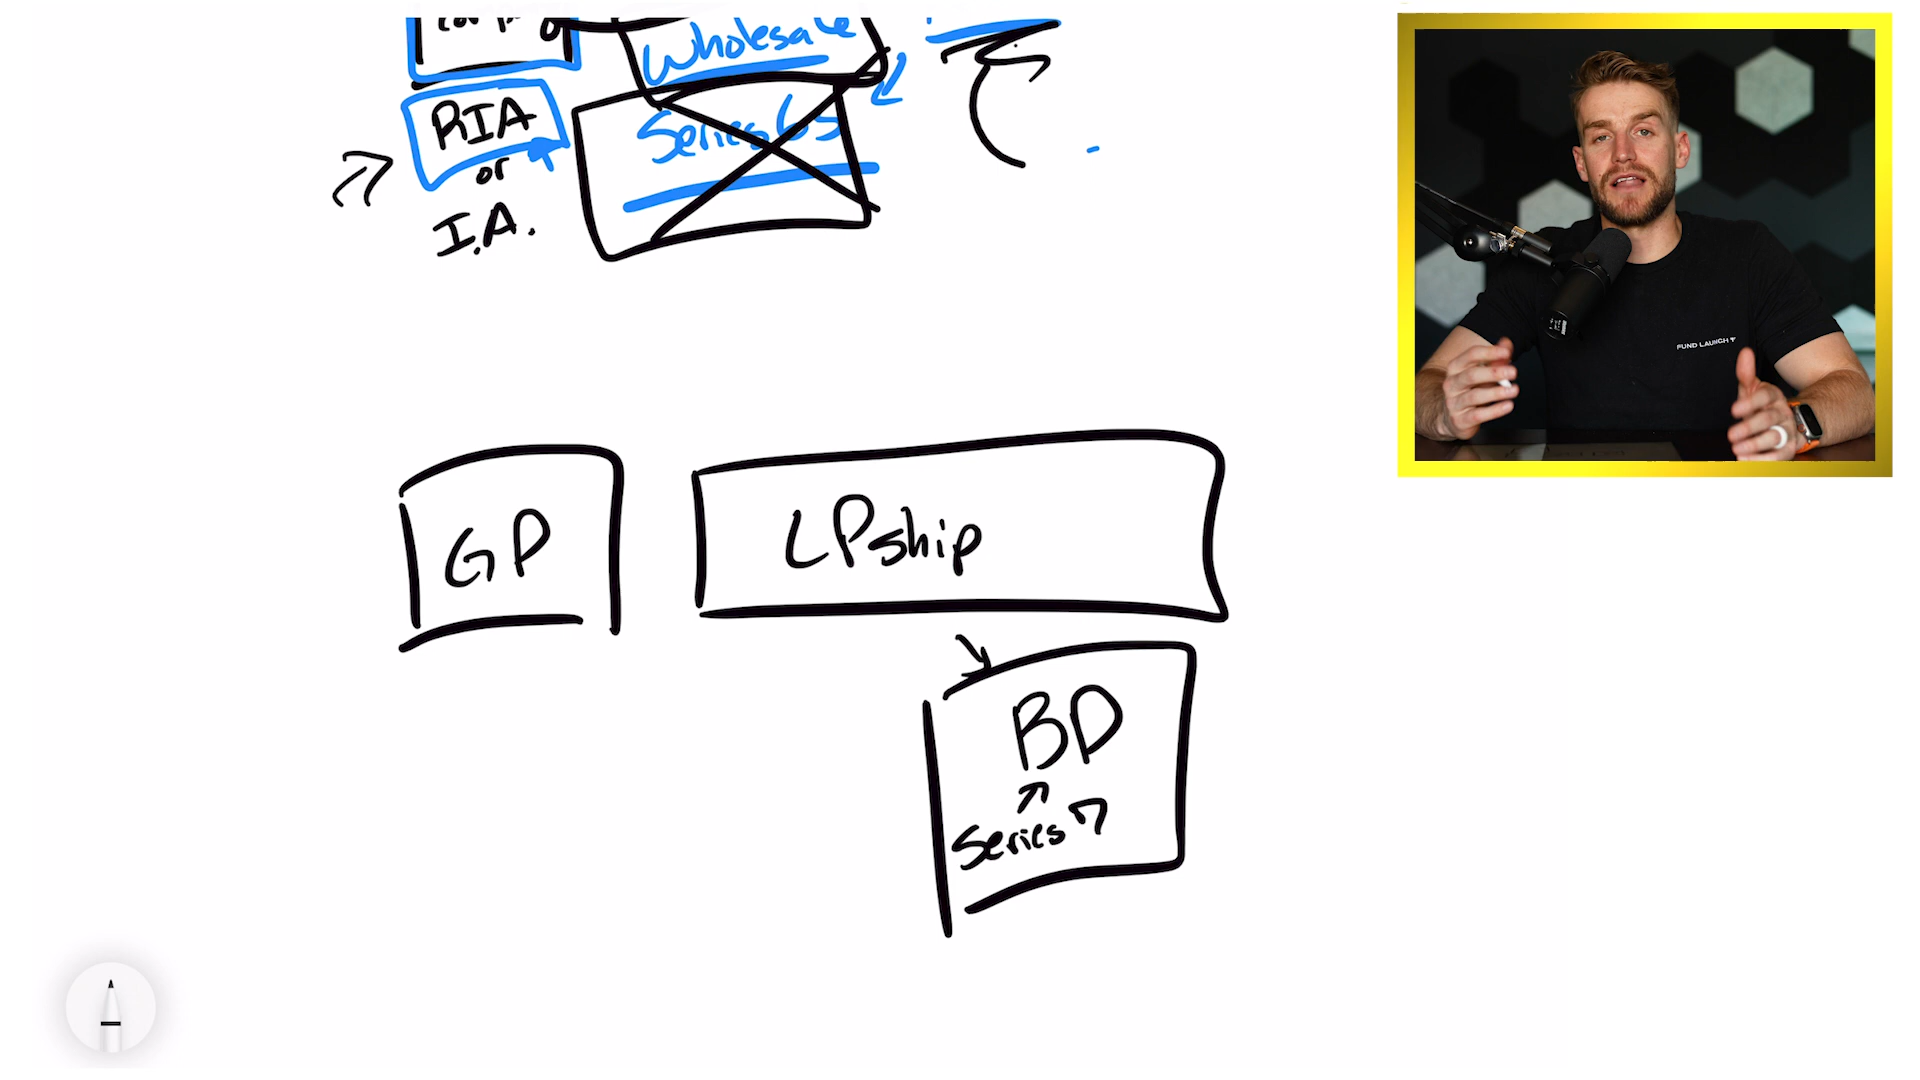 Wholesale
RIA
Series 65
or
I.A.
GP
LPship
BD
Series 7
FUND LAUNCH